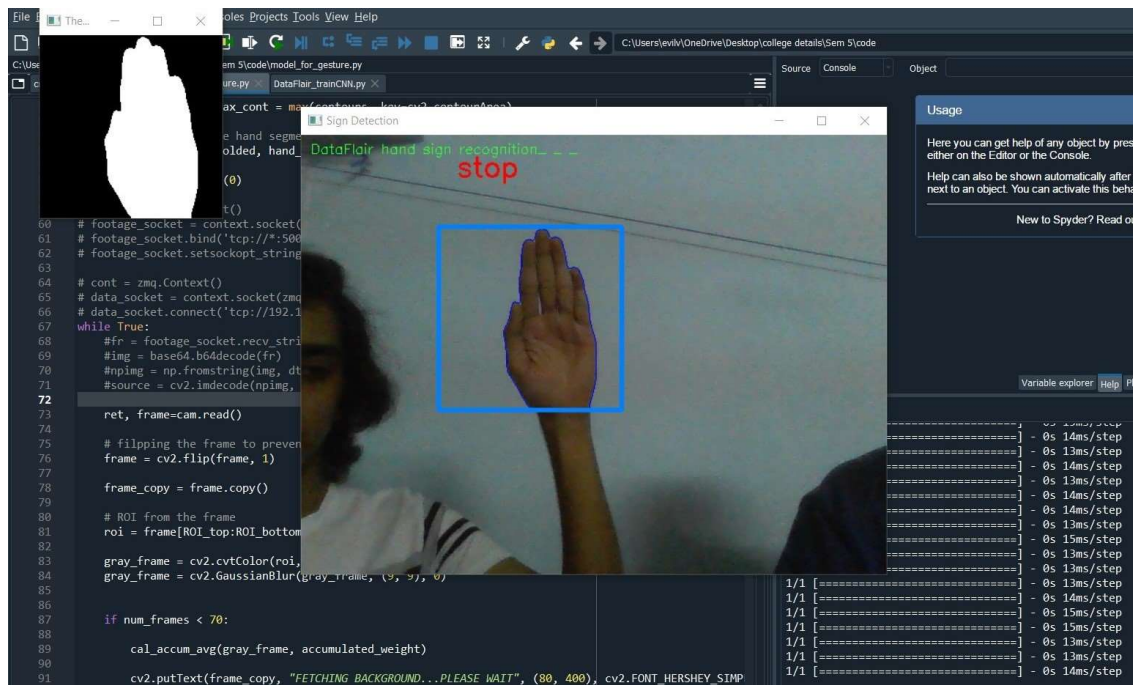 File
The...
oles Projects Tools View Help
C:\Users\evilv\OneDrive\Desktop\college details\Sem 5\code
em 5\code\model_for_gesture.py
ure.py
DataFlair_trainCNN.py
ax_cont = max(contours, key=cv2.contourArea)
e hand segme
olded, hand_
(0)
t()
60 # footage_socket = context.socket(
61 # footage_socket.bind('tcp://*:500
62 # footage_socket.setsockopt_string
63
64 # cont = zmq.Context()
65 # data_socket = context.socket(zmq
66 # data_socket.connect('tcp://192.1
67 while True:
68 #fr = footage_socket.recv_stri
69 #img = base64.b64decode(fr)
70 #npimg = np.fromstring(img, dt
71 #source = cv2.imdecode(npimg,
72
73 ret, frame=cam.read()
74
75 # filpping the frame to preven
76 frame = cv2.flip(frame, 1)
77
78 frame_copy = frame.copy()
79
80 # ROI from the frame
81 roi = frame[ROI_top:ROI_bottom
82
83 gray_frame = cv2.cvtColor(roi,
84 gray_frame = cv2.GaussianBlur(gray_frame, (9, 9), 0)
85
86
87 if num_frames < 70:
88
89 cal_accum_avg(gray_frame, accumulated_weight)
90
91 cv2.putText(frame_copy, "FETCHING BACKGROUND...PLEASE WAIT", (80, 400), cv2.FONT_HERSHEY_SIMP
Sign Detection
DataFlair hand sign recognition_ _ _
stop
Source Console Object
Usage
Here you can get help of any object by pres
either on the Editor or the Console.
Help can also be shown automatically after
next to an object. You can activate this beha
New to Spyder? Read ou
Variable explorer Help Pl
] - 0s 14ms/step
] - 0s 13ms/step
] - 0s 14ms/step
] - 0s 13ms/step
] - 0s 14ms/step
] - 0s 14ms/step
] - 0s 13ms/step
] - 0s 15ms/step
] - 0s 13ms/step
] - 0s 14ms/step
1/1 [====================] - 0s 13ms/step
1/1 [====================] - 0s 14ms/step
1/1 [====================] - 0s 15ms/step
1/1 [====================] - 0s 15ms/step
1/1 [====================] - 0s 13ms/step
1/1 [====================] - 0s 13ms/step
1/1 [====================] - 0s 14ms/step